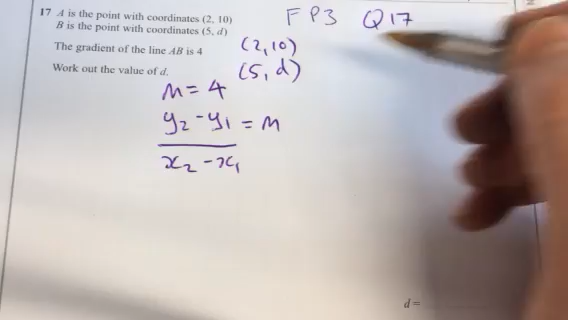 17 A is the point with coordinates (2, 10)
B is the point with coordinates (5, d)
The gradient of the line AB is 4
Work out the value of d.
FP3 Q17
(2,10)
(5, d)
M = 4
y₂ - y₁ = M
x₂ - x₁
d =